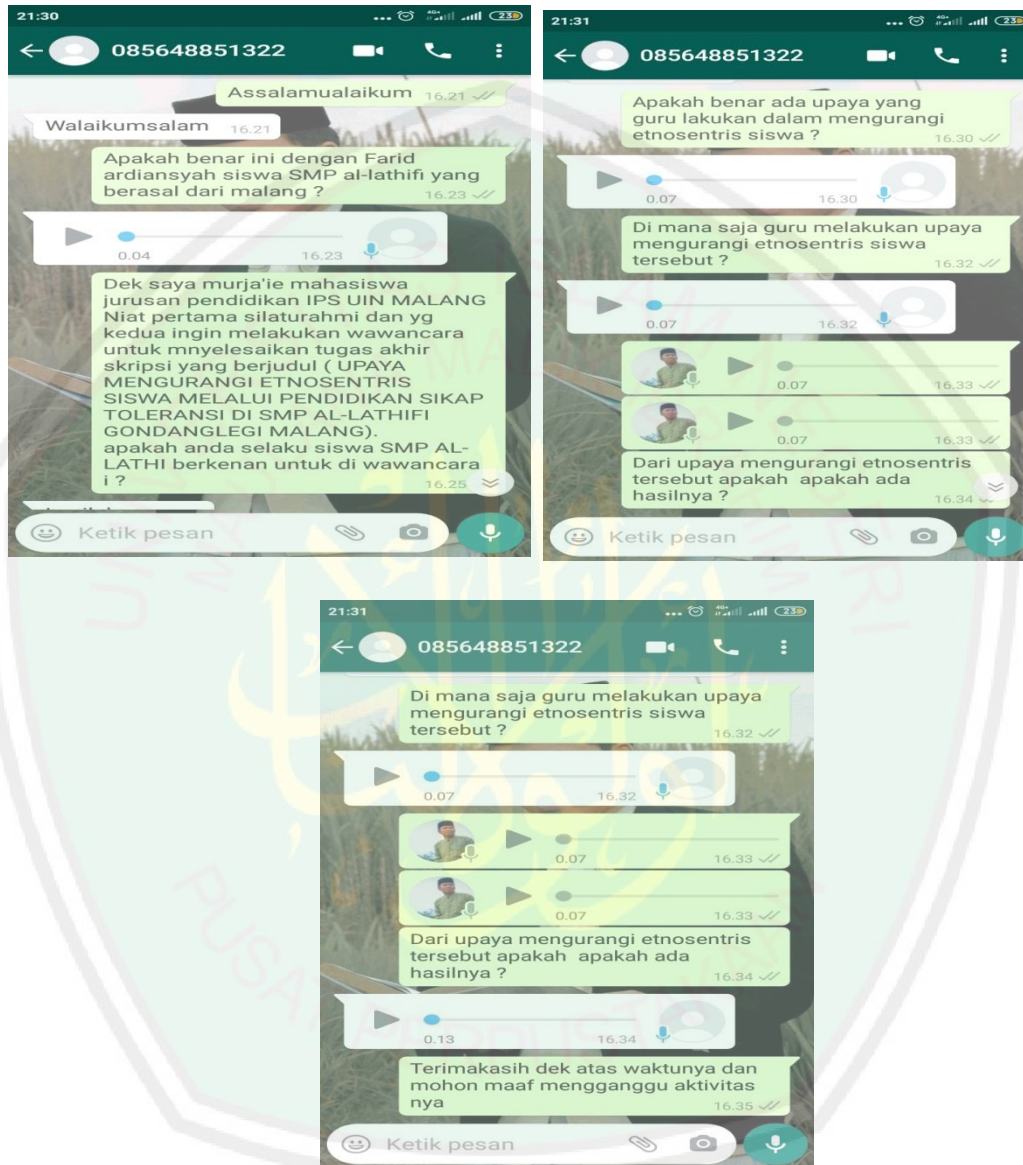 21:30
4G+
23
085648851322
Assalamualaikum 16.21
Walaikumsalam 16.21
Apakah benar ini dengan Farid
ardiansyah siswa SMP al-lathifi yang
berasal dari malang ? 16.23
0.04 16.23
Dek saya murja'ie mahasiswa
jurusan pendidikan IPS UIN MALANG
Niat pertama silaturahmi dan yg
kedua ingin melakukan wawancara
untuk mnyelesaikan tugas akhir
skripsi yang berjudul ( UPAYA
MENGURANGI ETNOSENTRIS
SISWA MELALUI PENDIDIKAN SIKAP
TOLERANSI DI SMP AL-LATHIFI
GONDANGLEGI MALANG).
apakah anda selaku siswa SMP AL-
LATHI berkenan untuk di wawancara
i ? 16.25
Ketik pesan
21:31
4G+
23
085648851322
Apakah benar ada upaya yang
guru lakukan dalam mengurangi
etnosentris siswa ? 16.30
0.07 16.30
Di mana saja guru melakukan upaya
mengurangi etnosentris siswa
tersebut ? 16.32
0.07 16.32
0.07 16.33
0.07 16.33
Dari upaya mengurangi etnosentris
tersebut apakah apakah ada
hasilnya ? 16.34
Ketik pesan
21:31
4G+
23
085648851322
Di mana saja guru melakukan upaya
mengurangi etnosentris siswa
tersebut ? 16.32
0.07 16.32
0.07 16.33
0.07 16.33
Dari upaya mengurangi etnosentris
tersebut apakah apakah ada
hasilnya ? 16.34
0.13 16.34
Terimakasih dek atas waktunya dan
mohon maaf mengganggu aktivitas
nya 16.35
Ketik pesan